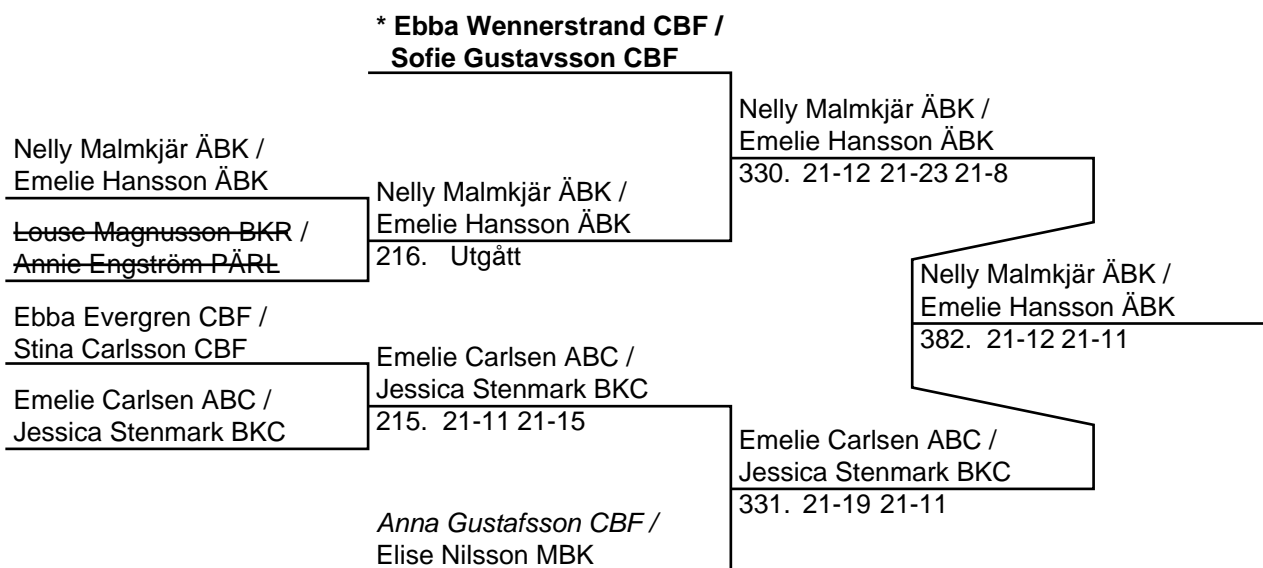 * Ebba Wennerstrand CBF /
Sofie Gustavsson CBF
Nelly Malmkjär ÄBK /
Emelie Hansson ÄBK
330. 21-12 21-23 21-8
Nelly Malmkjär ÄBK /
Emelie Hansson ÄBK
Nelly Malmkjär ÄBK /
Emelie Hansson ÄBK
216. Utgått
Louse Magnusson BKR /
Annie Engström PÄRL
Nelly Malmkjär ÄBK /
Emelie Hansson ÄBK
382. 21-12 21-11
Ebba Evergren CBF /
Stina Carlsson CBF
Emelie Carlsen ABC /
Jessica Stenmark BKC
215. 21-11 21-15
Emelie Carlsen ABC /
Jessica Stenmark BKC
Emelie Carlsen ABC /
Jessica Stenmark BKC
331. 21-19 21-11
Anna Gustafsson CBF /
Elise Nilsson MBK